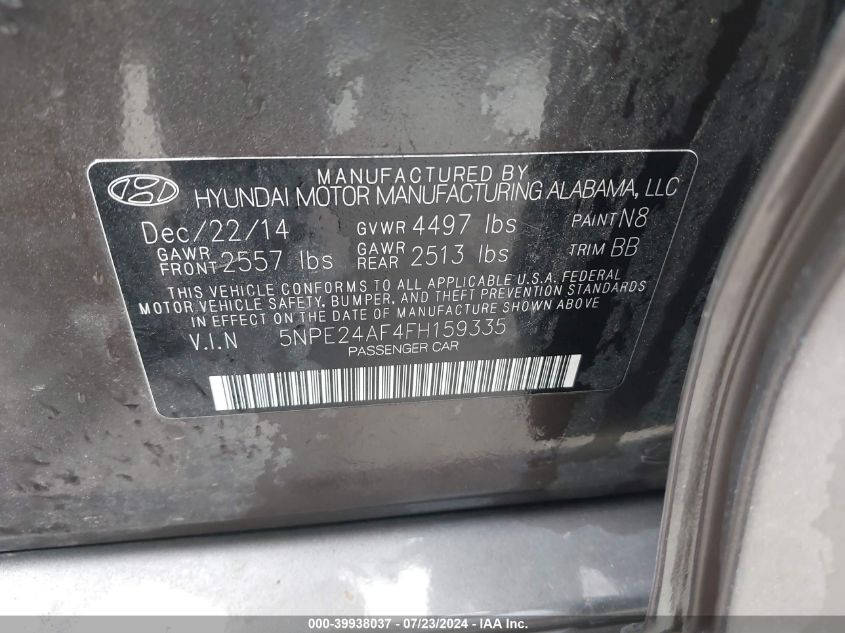 MANUFACTURED BY
HYUNDAI MOTOR MANUFACTURING ALABAMA, LLC
Dec/22/14 GVWR 4497 lbs PAINT N8
GAWR FRONT 2557 lbs GAWR REAR 2513 lbs TRIM BB
THIS VEHICLE CONFORMS TO ALL APPLICABLE U.S.A. FEDERAL
MOTOR VEHICLE SAFETY, BUMPER, AND THEFT PREVENTION STANDARDS
IN EFFECT ON THE DATE OF MANUFACTURE SHOWN ABOVE
V.I.N 5NPE24AF4FH159335
PASSENGER CAR
000-39938037 - 07/23/2024 - IAA Inc.